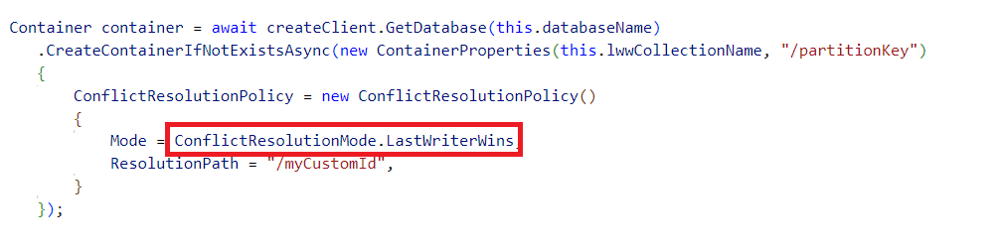 Container container = await createClient.GetDatabase(this.databaseName)
.CreateContainerIfNotExistsAsync(new ContainerProperties(this.lwwCollectionName, "/partitionKey")
{
ConflictResolutionPolicy = new ConflictResolutionPolicy()
{
Mode = ConflictResolutionMode.LastWriterWins,
ResolutionPath = "/myCustomId",
}
});